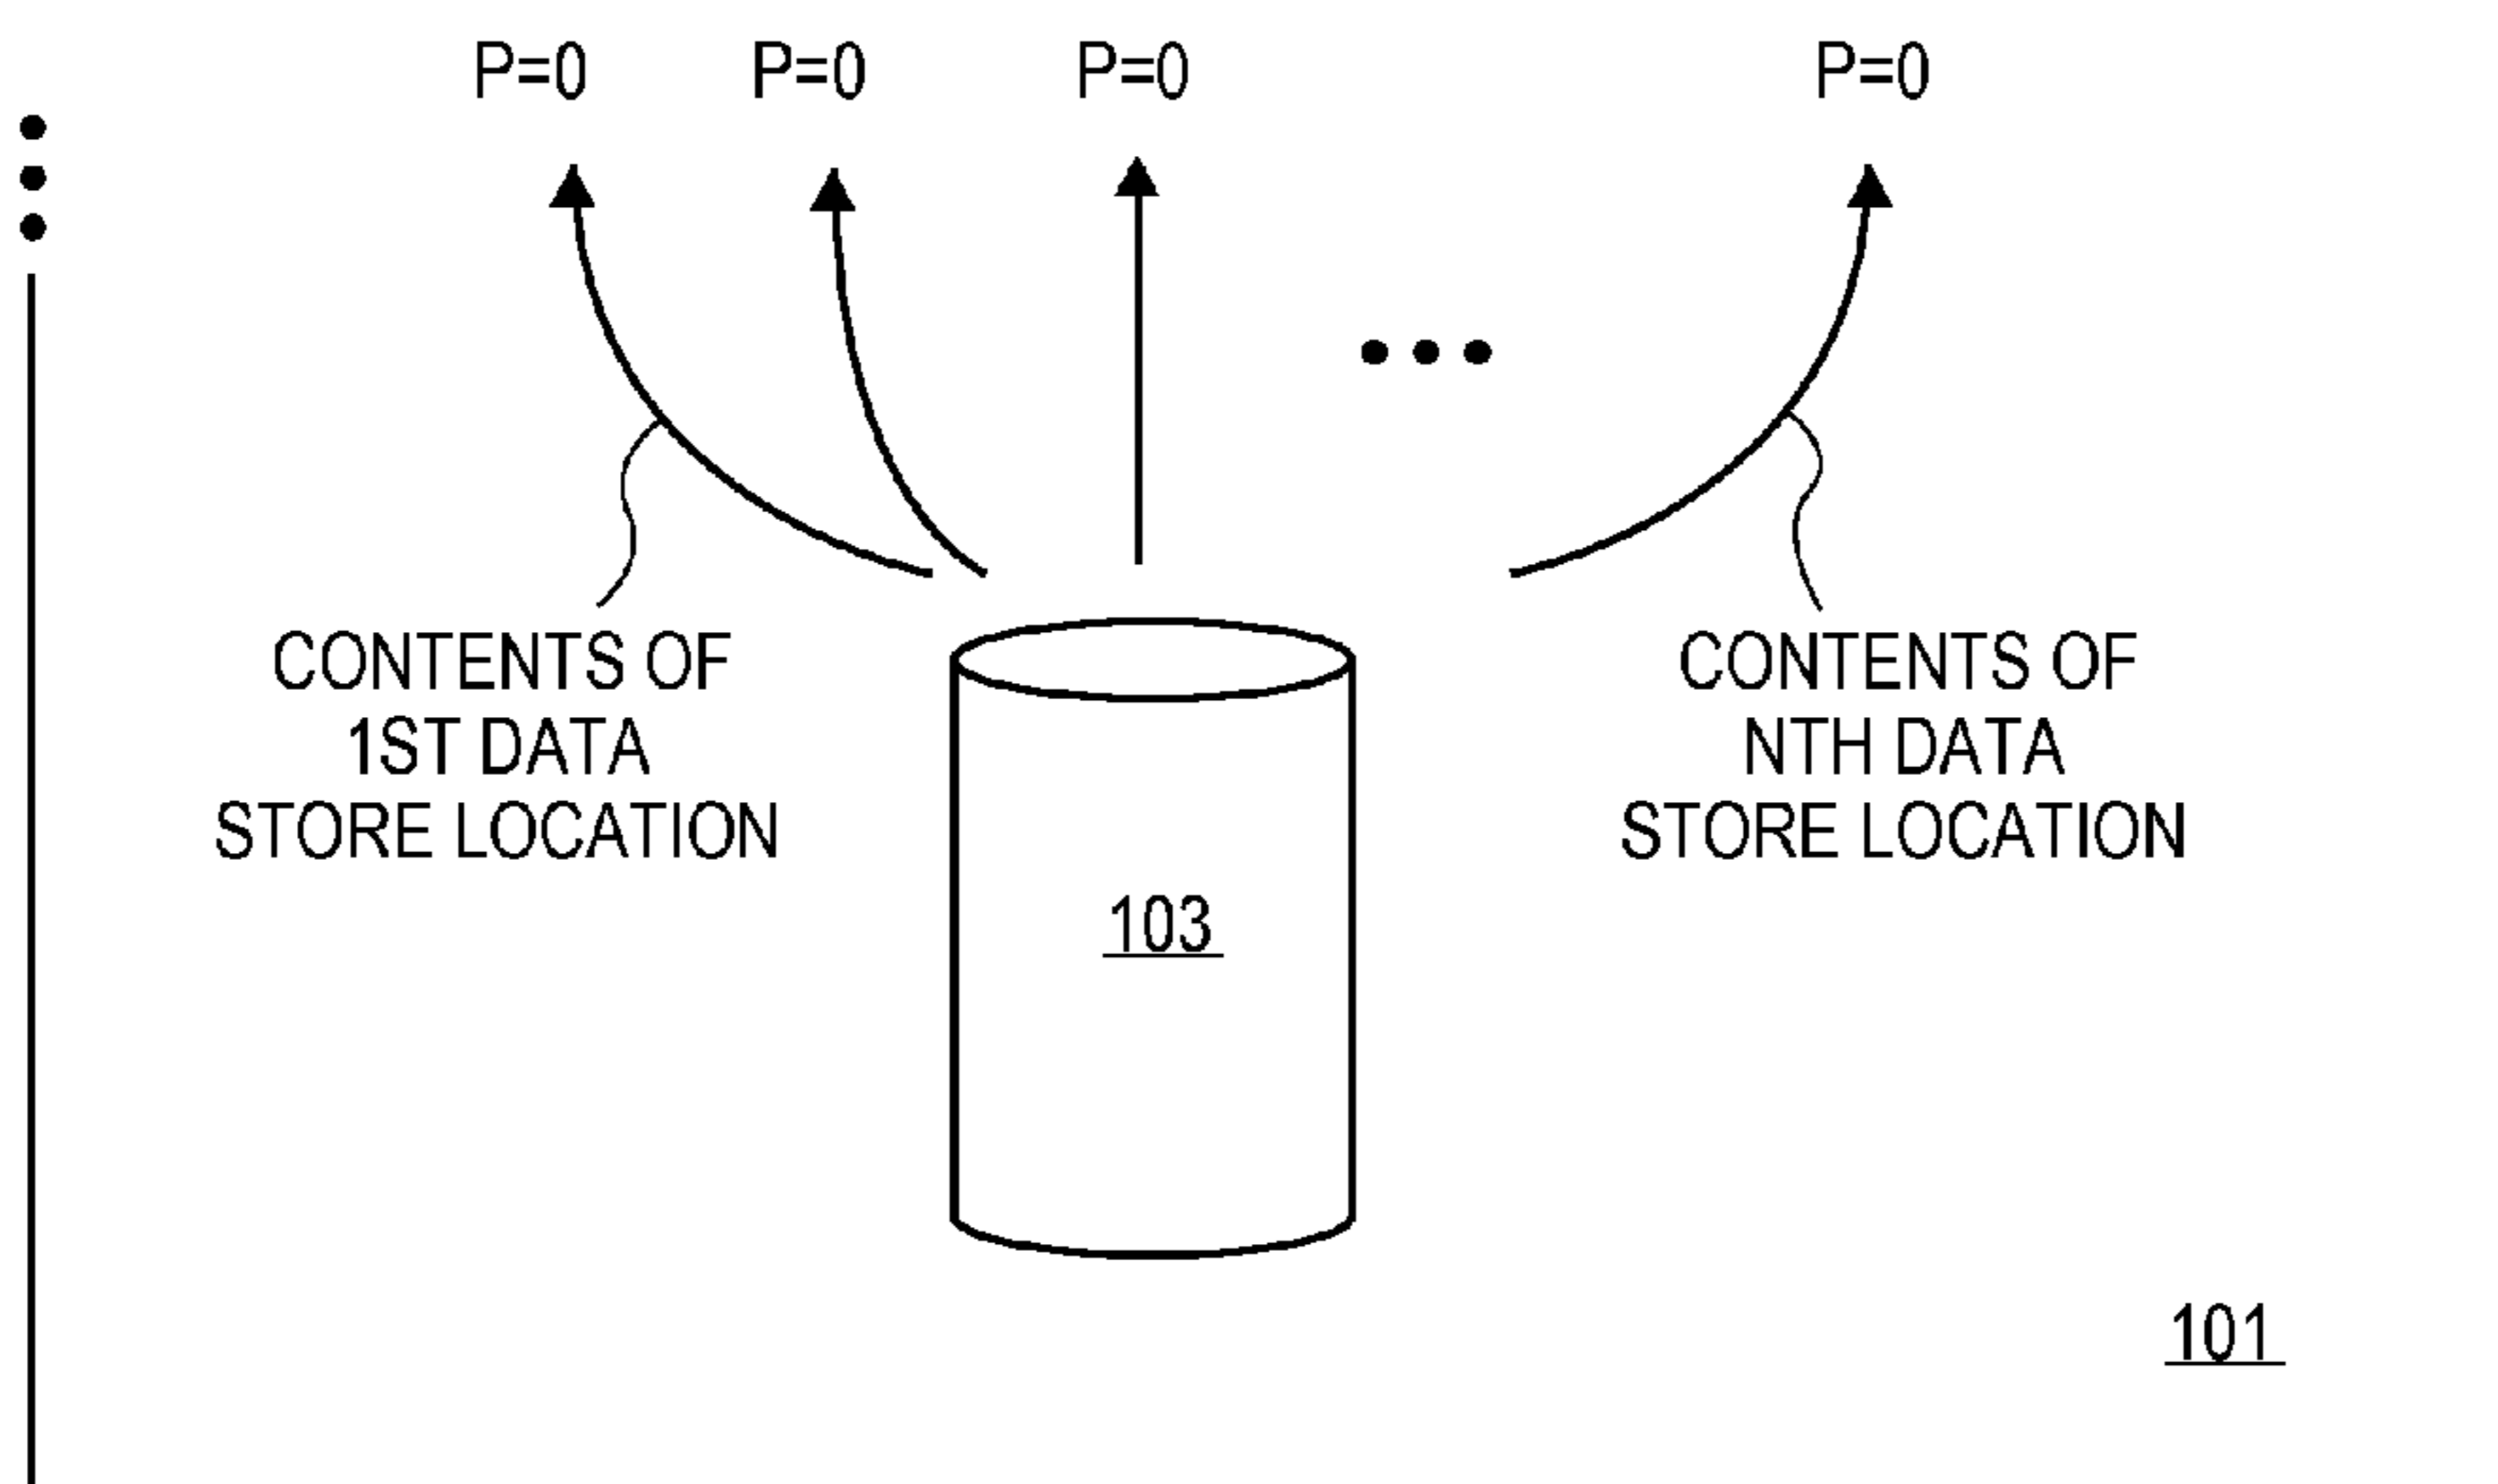 P=0 P=0 P=0 P=0
CONTENTS OF
1ST DATA
STORE LOCATION
CONTENTS OF
NTH DATA
STORE LOCATION
103
101